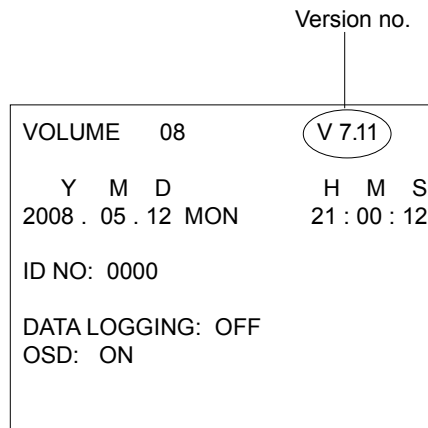 Version no.
VOLUME 08 V 7.11
Y M D H M S
2008 . 05 . 12 MON 21 : 00 : 12
ID NO: 0000
DATA LOGGING: OFF
OSD: ON